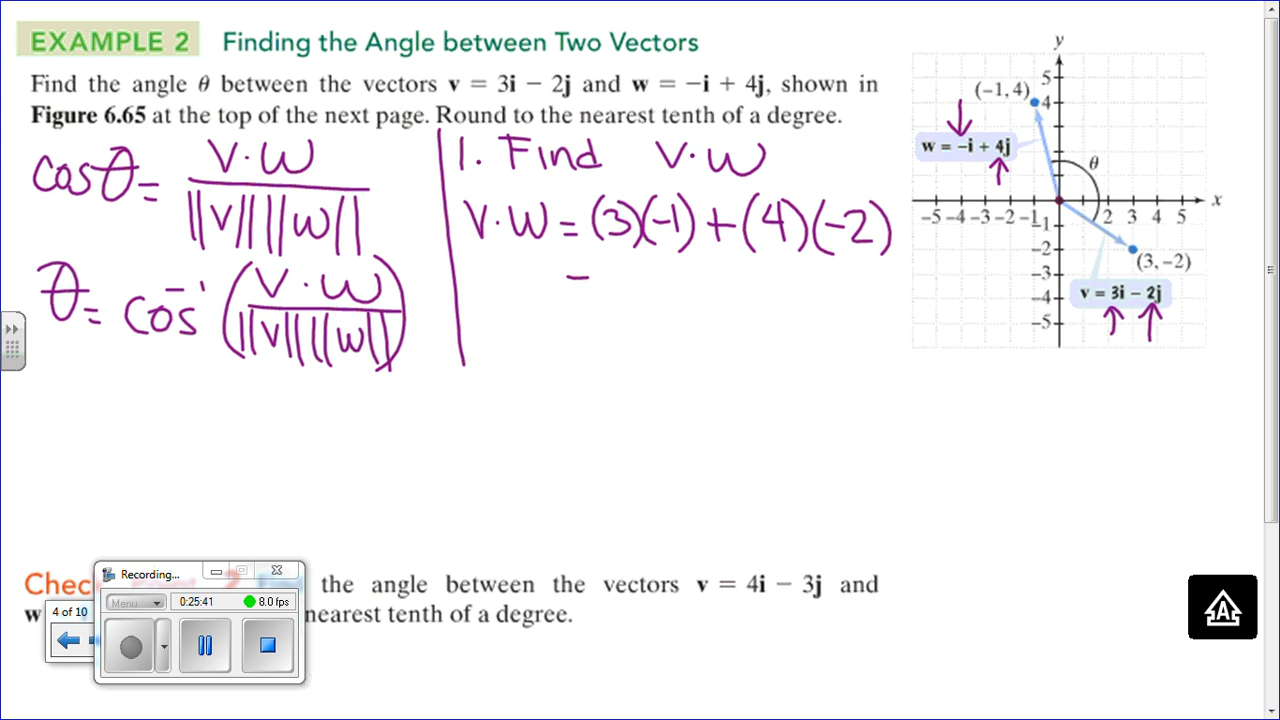 EXAMPLE 2 Finding the Angle between Two Vectors
Find the angle θ between the vectors v = 3i − 2j and w = −i + 4j, shown in
Figure 6.65 at the top of the next page. Round to the nearest tenth of a degree.
cosθ = V·W / ||V|| ||W||
θ = cos⁻¹ (V·W / ||V|| ||W||)
1. Find V·W
V·W = (3)(-1) + (4)(-2)
=
y
5
(−1, 4)
4
w = −i + 4j
θ
−5 −4 −3 −2 −1 1 2 3 4 5 x
−2
(3, −2)
−3
v = 3i − 2j
−4
−5
Check 2 the angle between the vectors v = 4i − 3j and
w nearest tenth of a degree.
Recording...
Menu 0:25:41 8.0 fps
4 of 10
A